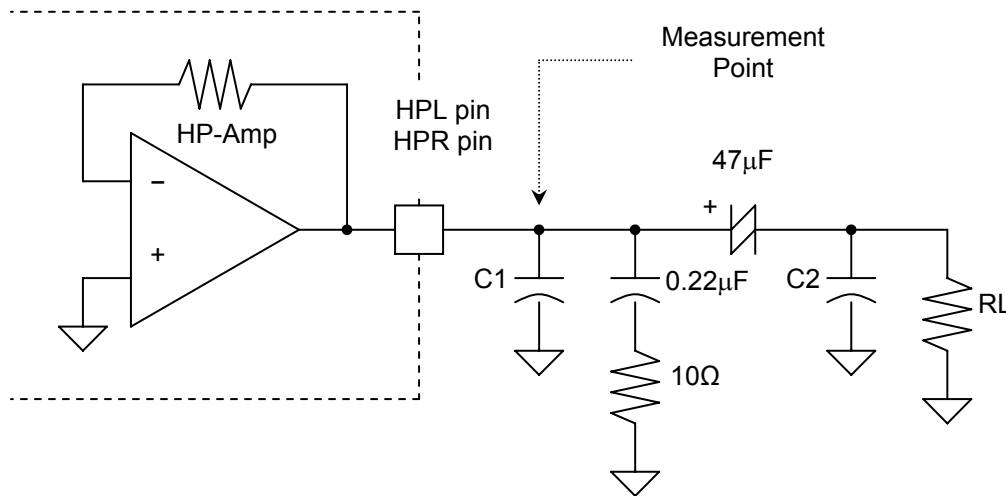 Measurement
Point
HPL pin
HPR pin
HP-Amp
47μF
−
+
+
C1
0.22μF
C2
RL
10Ω